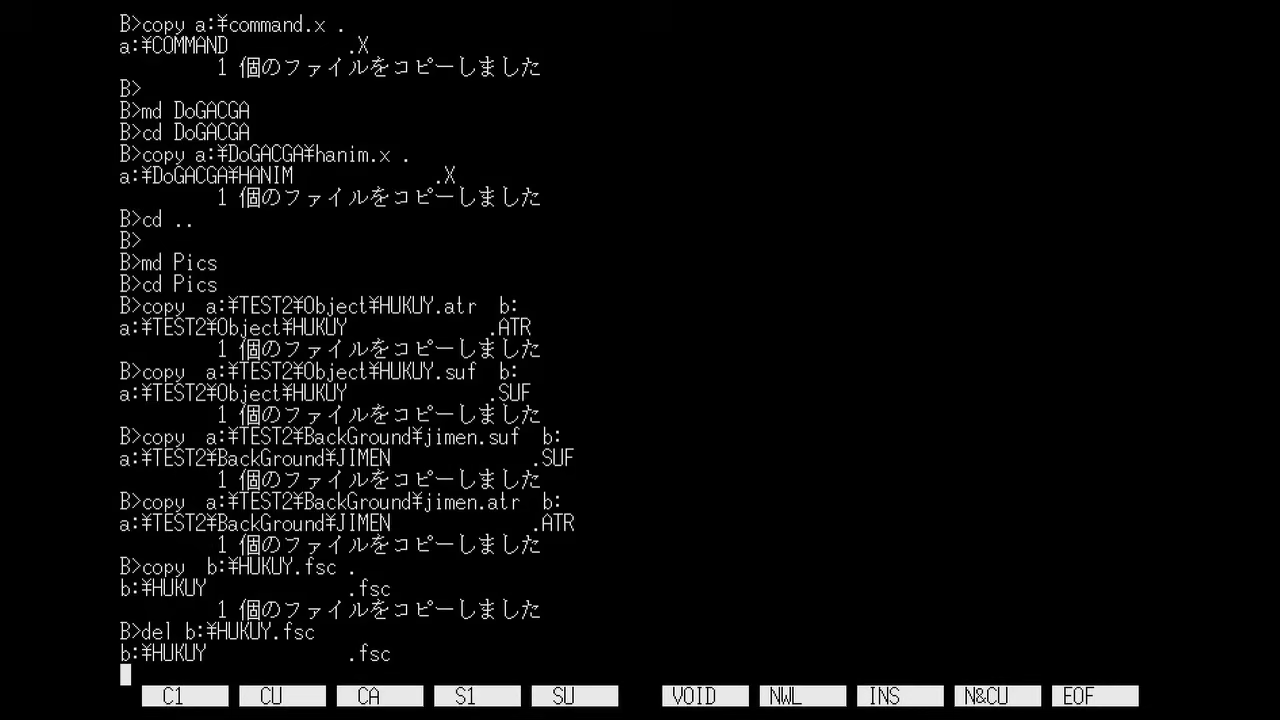 B>copy a:¥command.x .
a:¥COMMAND           .X
         1 個のファイルをコピーしました
B>
B>md DoGACGA
B>cd DoGACGA
B>copy a:¥DoGACGA¥hanim.x .
a:¥DoGACGA¥HANIM             .X
         1 個のファイルをコピーしました
B>cd ..
B>
B>md Pics
B>cd Pics
B>copy  a:¥TEST2¥Object¥HUKUY.atr  b:
a:¥TEST2¥Object¥HUKUY             .ATR
         1 個のファイルをコピーしました
B>copy  a:¥TEST2¥Object¥HUKUY.suf  b:
a:¥TEST2¥Object¥HUKUY             .SUF
         1 個のファイルをコピーしました
B>copy  a:¥TEST2¥BackGround¥jimen.suf  b:
a:¥TEST2¥BackGround¥JIMEN             .SUF
         1 個のファイルをコピーしました
B>copy  a:¥TEST2¥BackGround¥jimen.atr  b:
a:¥TEST2¥BackGround¥JIMEN             .ATR
         1 個のファイルをコピーしました
B>copy  b:¥HUKUY.fsc .
b:¥HUKUY             .fsc
         1 個のファイルをコピーしました
B>del b:¥HUKUY.fsc
b:¥HUKUY             .fsc
C1 CU CA S1 SU VOID NWL INS N&CU EOF